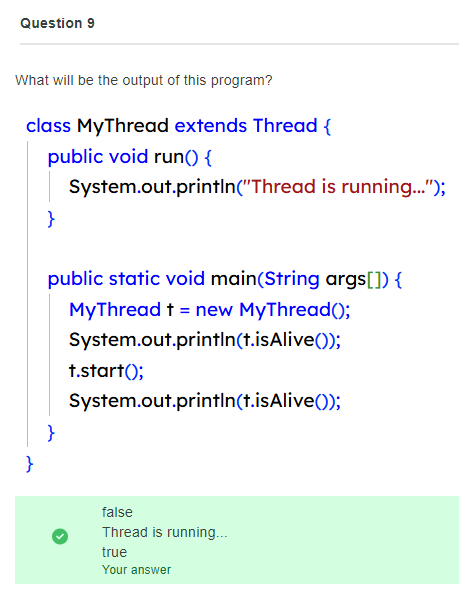 Question 9
What will be the output of this program?
class MyThread extends Thread {
public void run() {
System.out.println("Thread is running...");
}
public static void main(String args[]) {
MyThread t = new MyThread();
System.out.println(t.isAlive());
t.start();
System.out.println(t.isAlive());
}
}
false
Thread is running...
true
Your answer